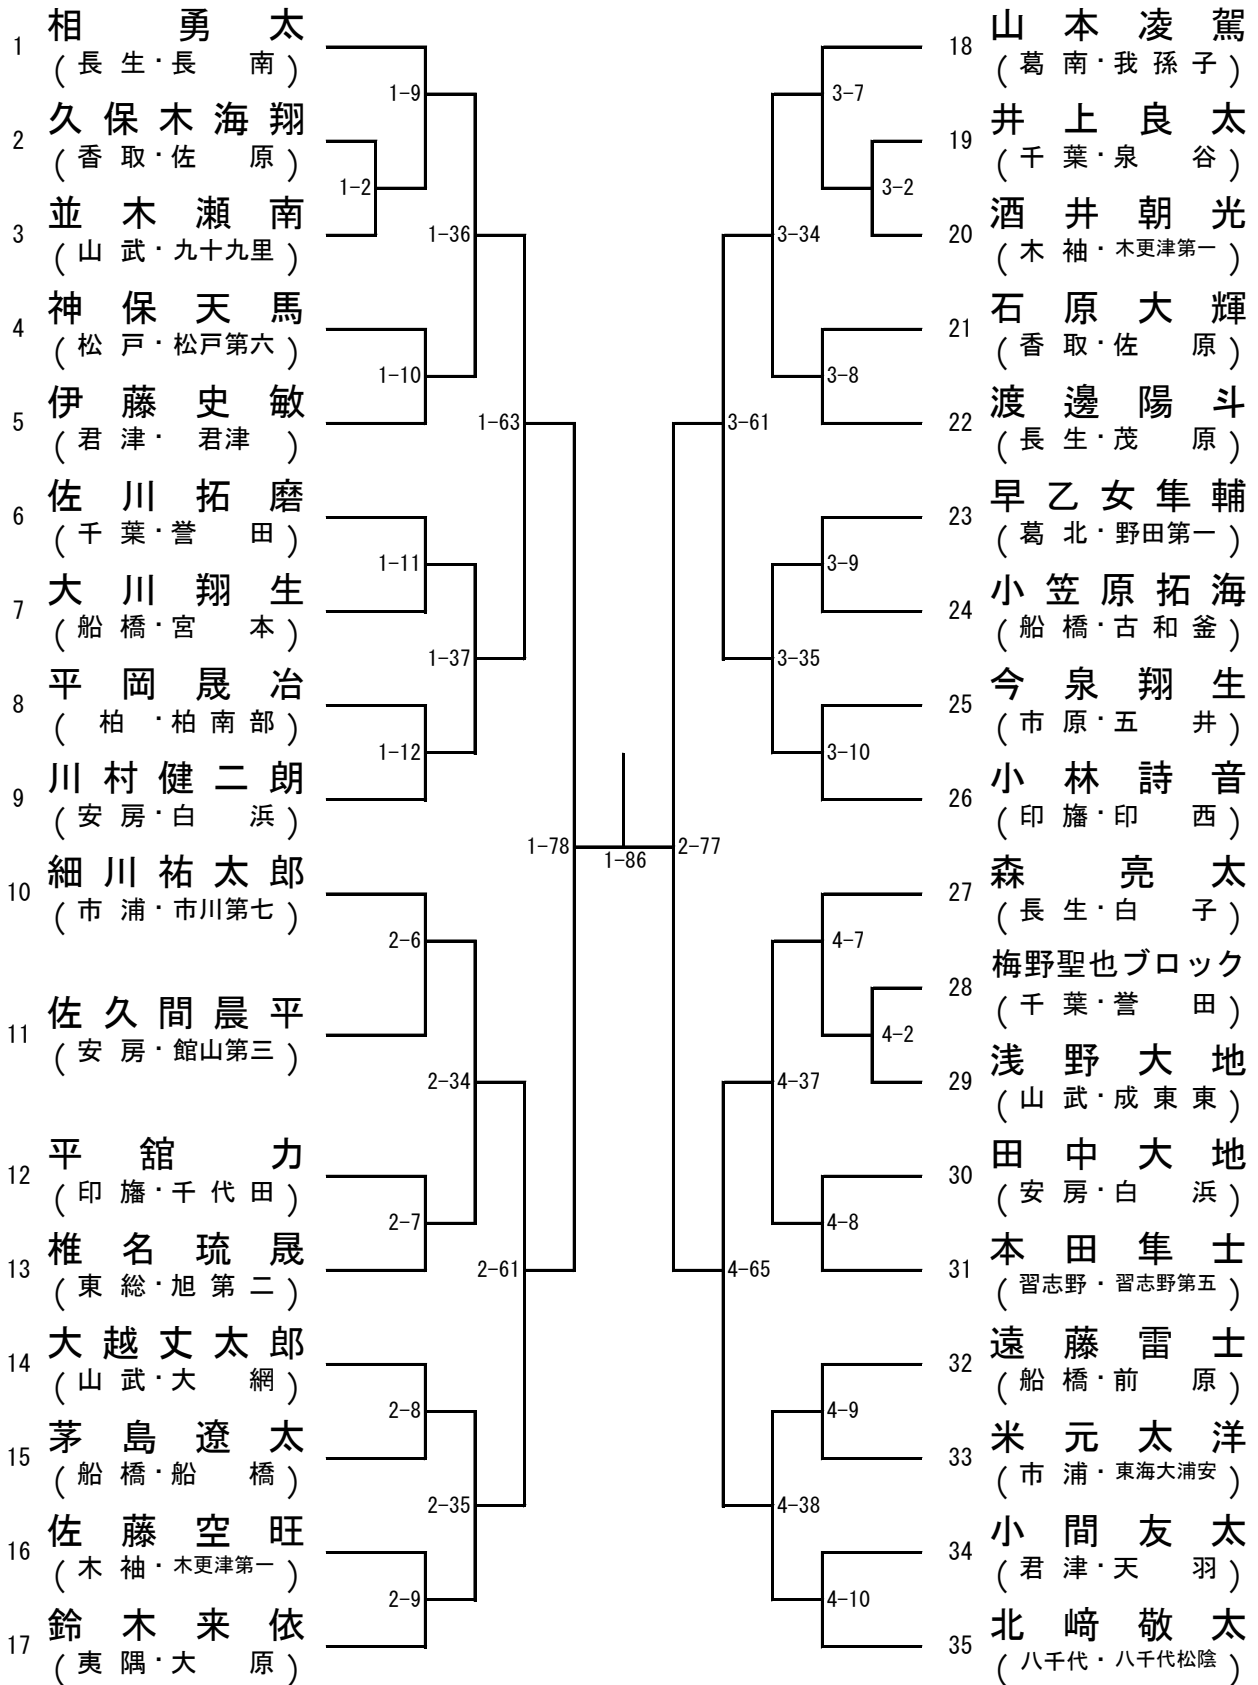 1 相勇太
(長生・長南)
2 久保木海翔
(香取・佐原)
3 並木瀬南
(山武・九十九里)
4 神保天馬
(松戸・松戸第六)
5 伊藤史敏
(君津・君津)
6 佐川拓磨
(千葉・誉田)
7 大川翔生
(船橋・宮本)
8 平岡晟冶
(柏・柏南部)
9 川村健二朗
(安房・白浜)
10 細川祐太郎
(市浦・市川第七)
11 佐久間晨平
(安房・館山第三)
12 平舘力
(印旛・千代田)
13 椎名琉晟
(東総・旭第二)
14 大越丈太郎
(山武・大網)
15 茅島遼太
(船橋・船橋)
16 佐藤空旺
(木袖・木更津第一)
17 鈴木来依
(夷隅・大原)
1-9
1-2
1-36
1-10
1-63
1-11
1-37
1-12
1-78
2-6
2-34
2-7
2-61
2-8
2-35
2-9
1-86
3-7
3-2
3-34
3-8
3-61
3-9
3-35
3-10
2-77
4-7
4-2
4-37
4-8
4-65
4-9
4-38
4-10
18 山本凌駕
(葛南・我孫子)
19 井上良太
(千葉・泉谷)
20 酒井朝光
(木袖・木更津第一)
21 石原大輝
(香取・佐原)
22 渡邊陽斗
(長生・茂原)
23 早乙女隼輔
(葛北・野田第一)
24 小笠原拓海
(船橋・古和釜)
25 今泉翔生
(市原・五井)
26 小林詩音
(印旛・印西)
27 森亮太
(長生・白子)
28 梅野聖也ブロック
(千葉・誉田)
29 浅野大地
(山武・成東東)
30 田中大地
(安房・白浜)
31 本田隼士
(習志野・習志野第五)
32 遠藤雷士
(船橋・前原)
33 米元太洋
(市浦・東海大浦安)
34 小間友太
(君津・天羽)
35 北﨑敬太
(八千代・八千代松陰)